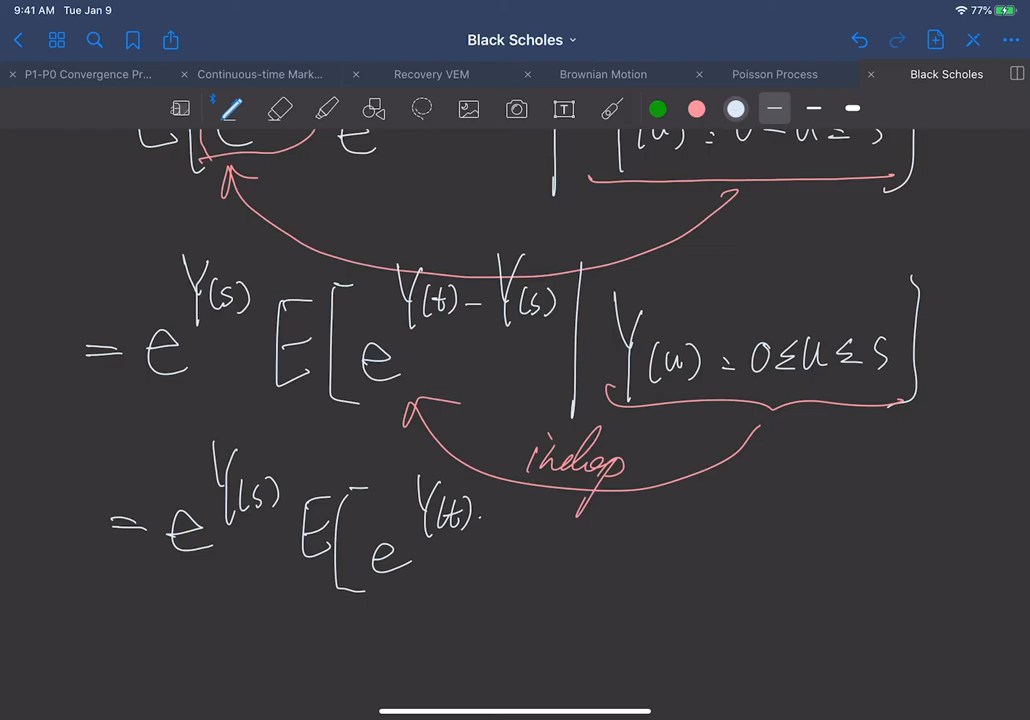 9:41 AM Tue Jan 9
77%
Black Scholes
P1-P0 Convergence Pr... Continuous-time Mark... Recovery VEM Brownian Motion Poisson Process Black Scholes
= e^{Y(s)} E[e^{Y(t) - Y(s)} | Y(u) : 0 ≤ u ≤ s]
indep
= e^{Y(s)} E[e^{Y(t)}